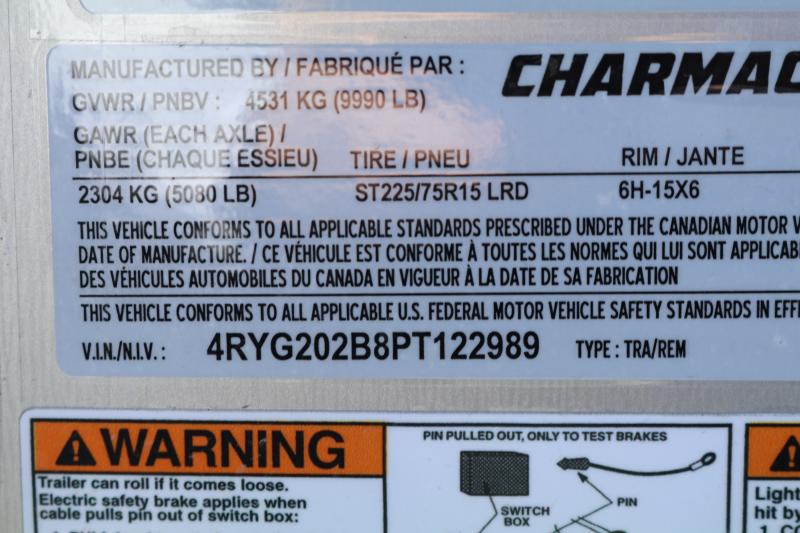 MANUFACTURED BY / FABRIQUÉ PAR : CHARMAC
GVWR / PNBV : 4531 KG (9990 LB)
GAWR (EACH AXLE) /
PNBE (CHAQUE ESSIEU) TIRE / PNEU RIM / JANTE
2304 KG (5080 LB) ST225/75R15 LRD 6H-15X6
THIS VEHICLE CONFORMS TO ALL APPLICABLE STANDARDS PRESCRIBED UNDER THE CANADIAN MOTOR V
DATE OF MANUFACTURE. / CE VÉHICULE EST CONFORME À TOUTES LES NORMES QUI LUI SONT APPLICAB
DES VÉHICULES AUTOMOBILES DU CANADA EN VIGUEUR À LA DATE DE SA FABRICATION
THIS VEHICLE CONFORMS TO ALL APPLICABLE U.S. FEDERAL MOTOR VEHICLE SAFETY STANDARDS IN EFF
V.I.N./N.I.V. : 4RYG202B8PT122989 TYPE : TRA/REM
WARNING
Trailer can roll if it comes loose.
Electric safety brake applies when
cable pulls pin out of switch box:
PIN PULLED OUT, ONLY TO TEST BRAKES
SWITCH
BOX
PIN
Light
hit by